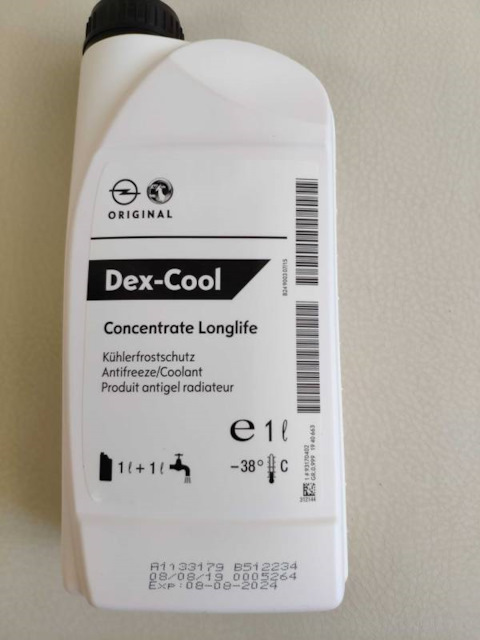 ORIGINAL
Dex-Cool
Concentrate Longlife
Kühlerfrostschutz
Antifreeze/Coolant
Produit antigel radiateur
e 1 ℓ
1 ℓ + 1 ℓ
-38° C
A1133179 B512234
08/08/19 0005264
Exp:08-08-2024